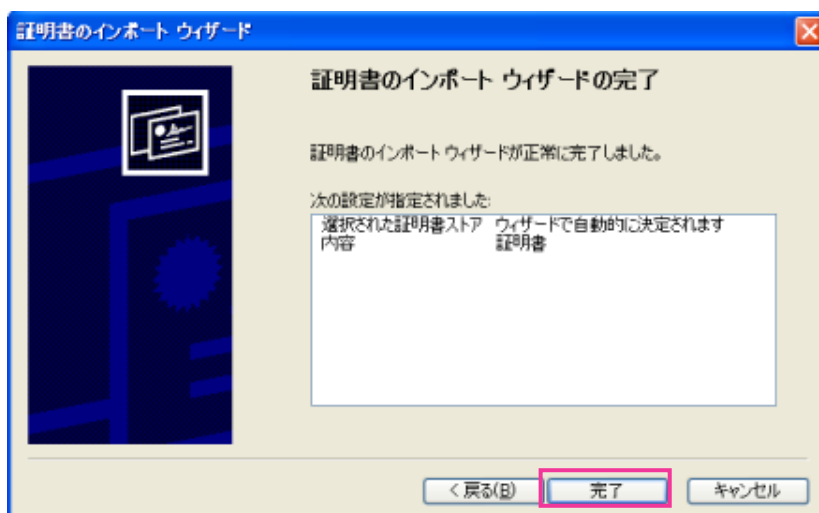 証明書のインポート ウィザード
証明書のインポート ウィザードの完了
証明書のインポート ウィザードが正常に完了しました。
次の設定が指定されました:
選択された証明書ストア ウィザードで自動的に決定されます
内容 証明書
< 戻る(B) 完了 キャンセル